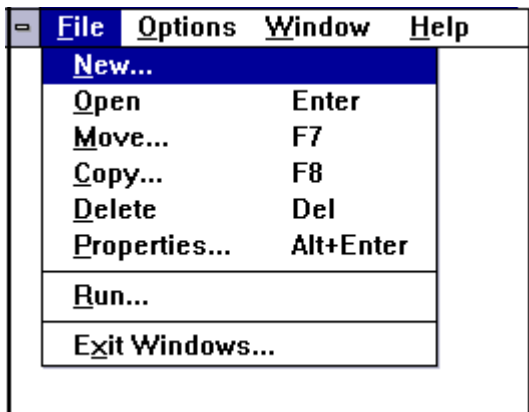 File Options Window Help
New...
Open Enter
Move... F7
Copy... F8
Delete Del
Properties... Alt+Enter
Run...
Exit Windows...